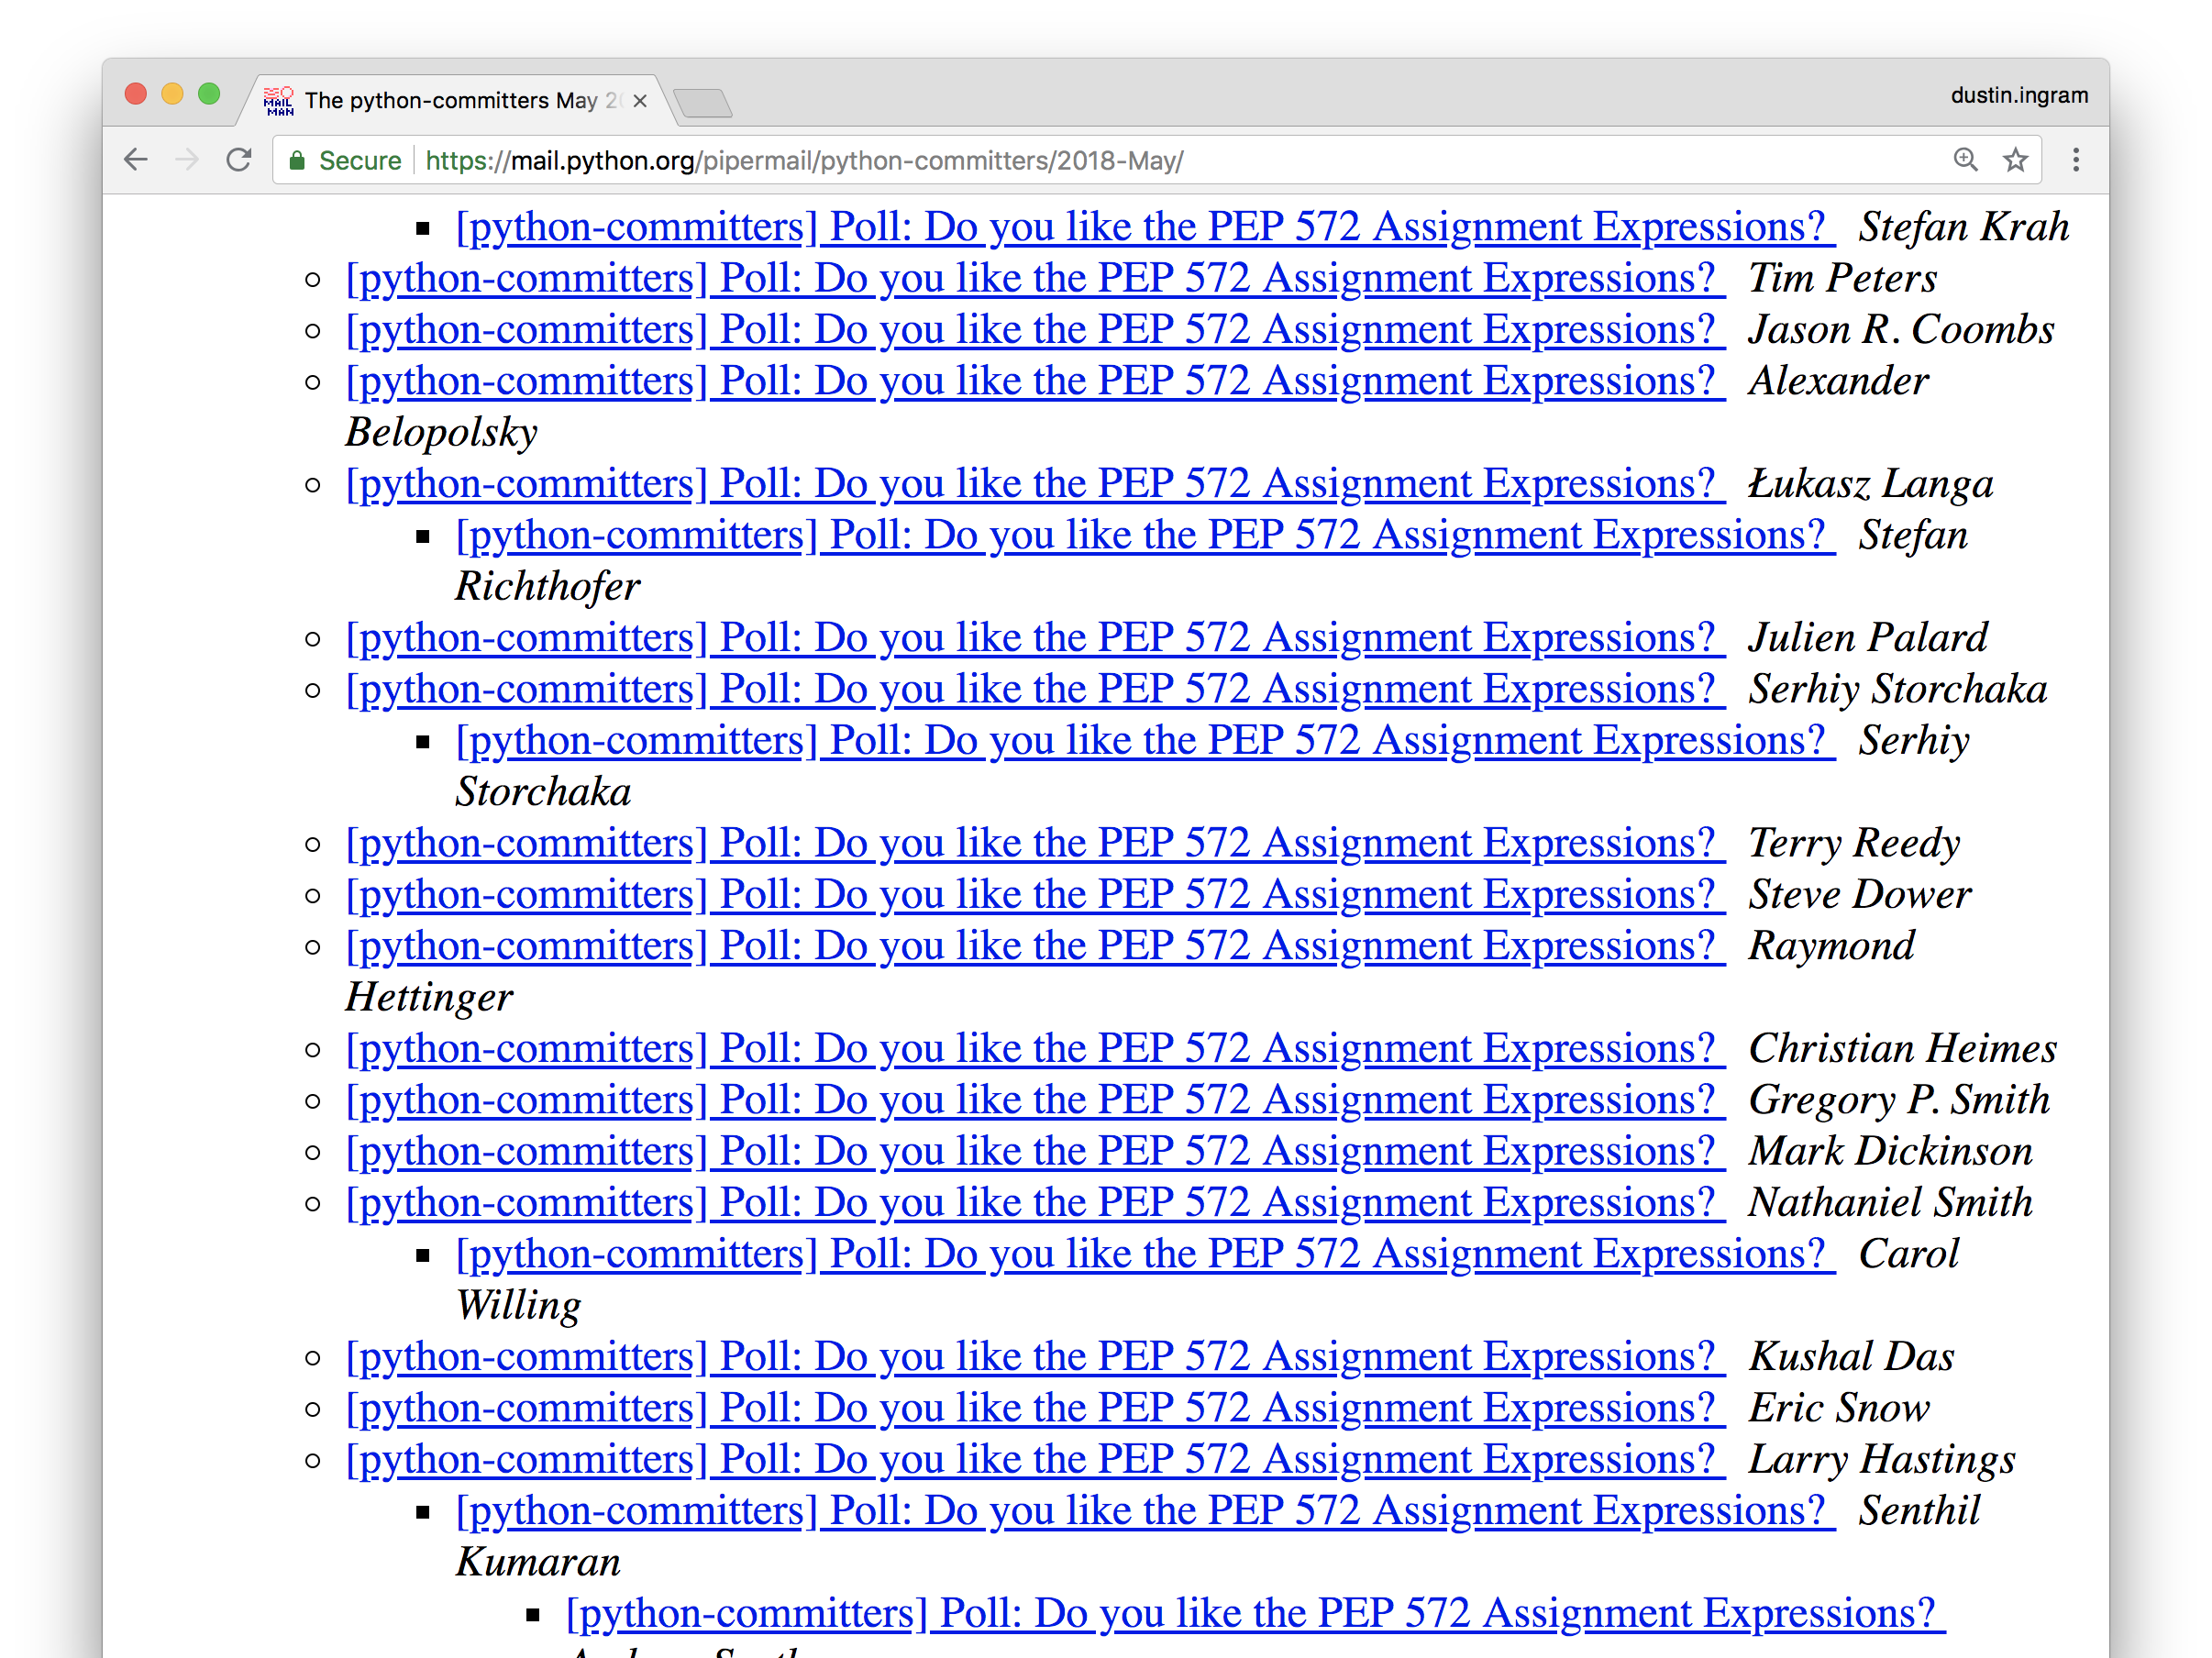 MAIL
MAN
The python-committers May 20
dustin.ingram
Secure https://mail.python.org/pipermail/python-committers/2018-May/
[python-committers] Poll: Do you like the PEP 572 Assignment Expressions? Stefan Krah
[python-committers] Poll: Do you like the PEP 572 Assignment Expressions? Tim Peters
[python-committers] Poll: Do you like the PEP 572 Assignment Expressions? Jason R. Coombs
[python-committers] Poll: Do you like the PEP 572 Assignment Expressions? Alexander
Belopolsky
[python-committers] Poll: Do you like the PEP 572 Assignment Expressions? Łukasz Langa
[python-committers] Poll: Do you like the PEP 572 Assignment Expressions? Stefan
Richthofer
[python-committers] Poll: Do you like the PEP 572 Assignment Expressions? Julien Palard
[python-committers] Poll: Do you like the PEP 572 Assignment Expressions? Serhiy Storchaka
[python-committers] Poll: Do you like the PEP 572 Assignment Expressions? Serhiy
Storchaka
[python-committers] Poll: Do you like the PEP 572 Assignment Expressions? Terry Reedy
[python-committers] Poll: Do you like the PEP 572 Assignment Expressions? Steve Dower
[python-committers] Poll: Do you like the PEP 572 Assignment Expressions? Raymond
Hettinger
[python-committers] Poll: Do you like the PEP 572 Assignment Expressions? Christian Heimes
[python-committers] Poll: Do you like the PEP 572 Assignment Expressions? Gregory P. Smith
[python-committers] Poll: Do you like the PEP 572 Assignment Expressions? Mark Dickinson
[python-committers] Poll: Do you like the PEP 572 Assignment Expressions? Nathaniel Smith
[python-committers] Poll: Do you like the PEP 572 Assignment Expressions? Carol
Willing
[python-committers] Poll: Do you like the PEP 572 Assignment Expressions? Kushal Das
[python-committers] Poll: Do you like the PEP 572 Assignment Expressions? Eric Snow
[python-committers] Poll: Do you like the PEP 572 Assignment Expressions? Larry Hastings
[python-committers] Poll: Do you like the PEP 572 Assignment Expressions? Senthil
Kumaran
[python-committers] Poll: Do you like the PEP 572 Assignment Expressions?